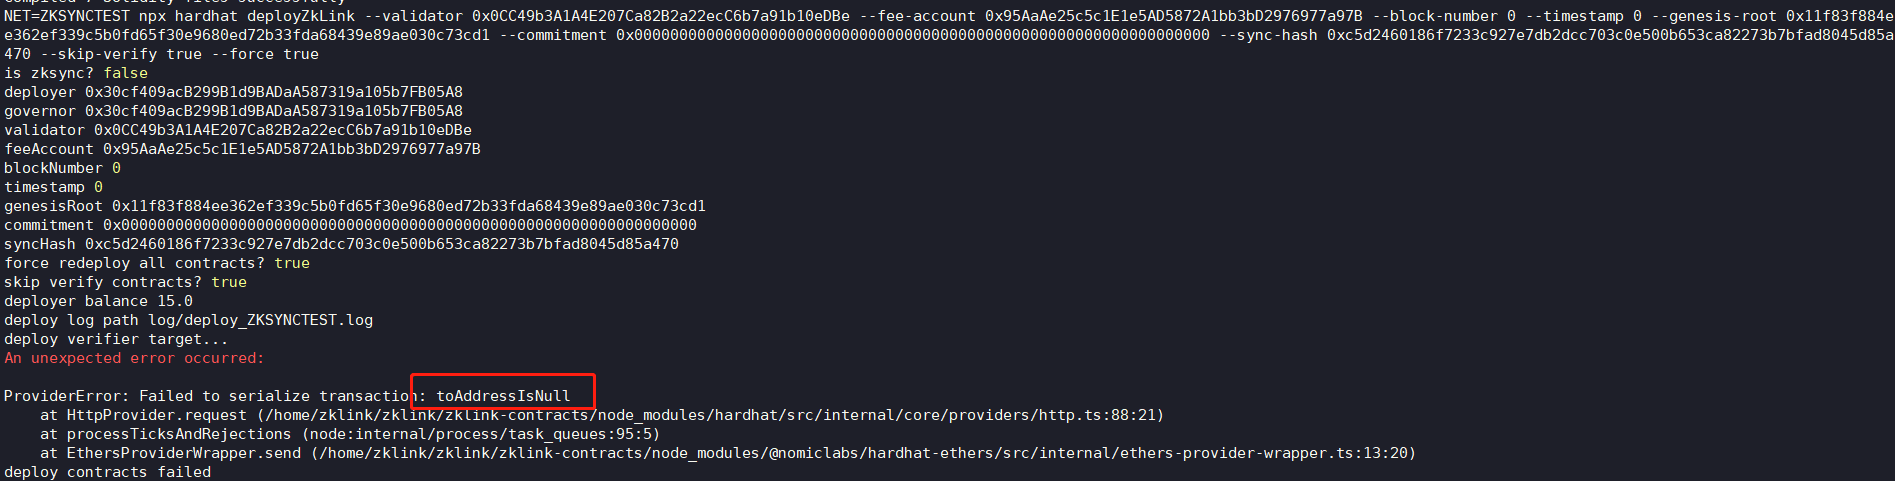 NET=ZKSYNCTEST npx hardhat deployZkLink --validator 0x0CC49b3A1A4E207Ca82B2a22ecC6b7a91b10eDBe --fee-account 0x95AaAe25c5c1E1e5AD5872A1bb3bD2976977a97B --block-number 0 --timestamp 0 --genesis-root 0x11f83f884e
e362ef339c5b0fd65f30e9680ed72b33fda68439e89ae030c73cd1 --commitment 0x0000000000000000000000000000000000000000000000000000000000000000 --sync-hash 0xc5d2460186f7233c927e7db2dcc703c0e500b653ca82273b7bfad8045d85a
470 --skip-verify true --force true
is zksync? false
deployer 0x30cf409acB299B1d9BADaA587319a105b7FB05A8
governor 0x30cf409acB299B1d9BADaA587319a105b7FB05A8
validator 0x0CC49b3A1A4E207Ca82B2a22ecC6b7a91b10eDBe
feeAccount 0x95AaAe25c5c1E1e5AD5872A1bb3bD2976977a97B
blockNumber 0
timestamp 0
genesisRoot 0x11f83f884ee362ef339c5b0fd65f30e9680ed72b33fda68439e89ae030c73cd1
commitment 0x0000000000000000000000000000000000000000000000000000000000000000
syncHash 0xc5d2460186f7233c927e7db2dcc703c0e500b653ca82273b7bfad8045d85a470
force redeploy all contracts? true
skip verify contracts? true
deployer balance 15.0
deploy log path log/deploy_ZKSYNCTEST.log
deploy verifier target...
An unexpected error occurred:
ProviderError: Failed to serialize transaction: toAddressIsNull
at HttpProvider.request (/home/zklink/zklink/zklink-contracts/node_modules/hardhat/src/internal/core/providers/http.ts:88:21)
at processTicksAndRejections (node:internal/process/task_queues:95:5)
at EthersProviderWrapper.send (/home/zklink/zklink/zklink-contracts/node_modules/@nomiclabs/hardhat-ethers/src/internal/ethers-provider-wrapper.ts:13:20)
deploy contracts failed